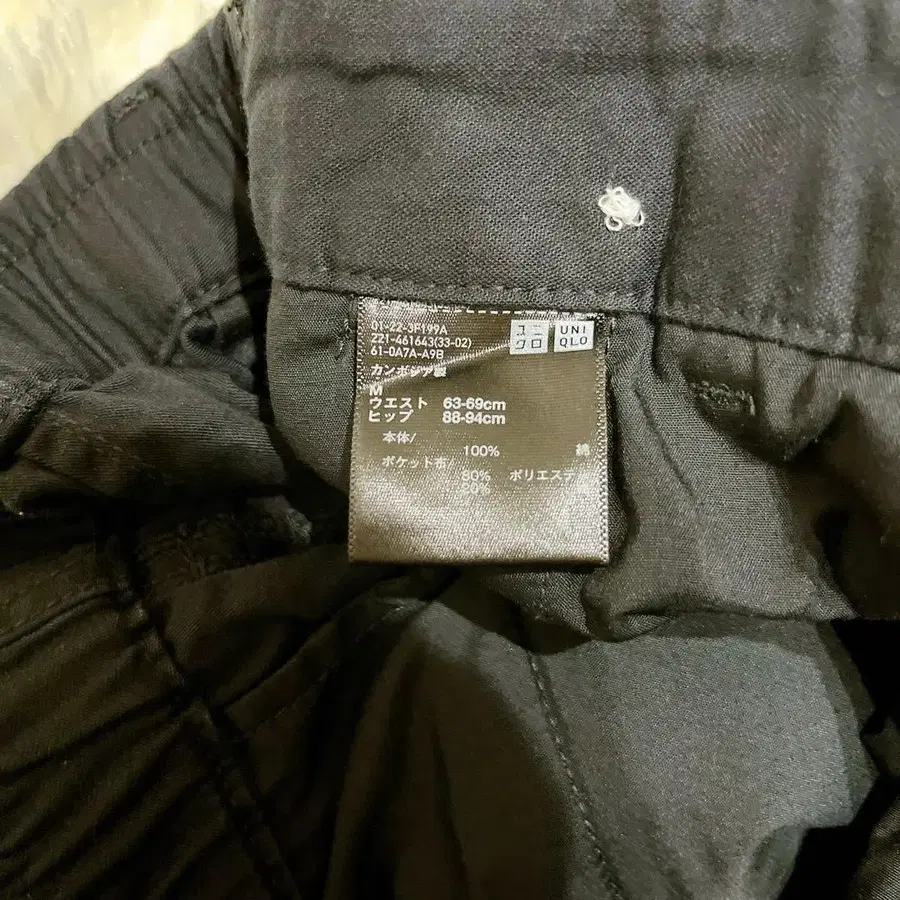 01-22-3F199A
221-461643(33-02)
61-0A7A-A9B
ユニ
クロ
UNI
QLO
カンボジア製
M
ウエスト 63-69cm
ヒップ 88-94cm
本体/
100% 綿
ポケット布
80% ポリエステ
20%